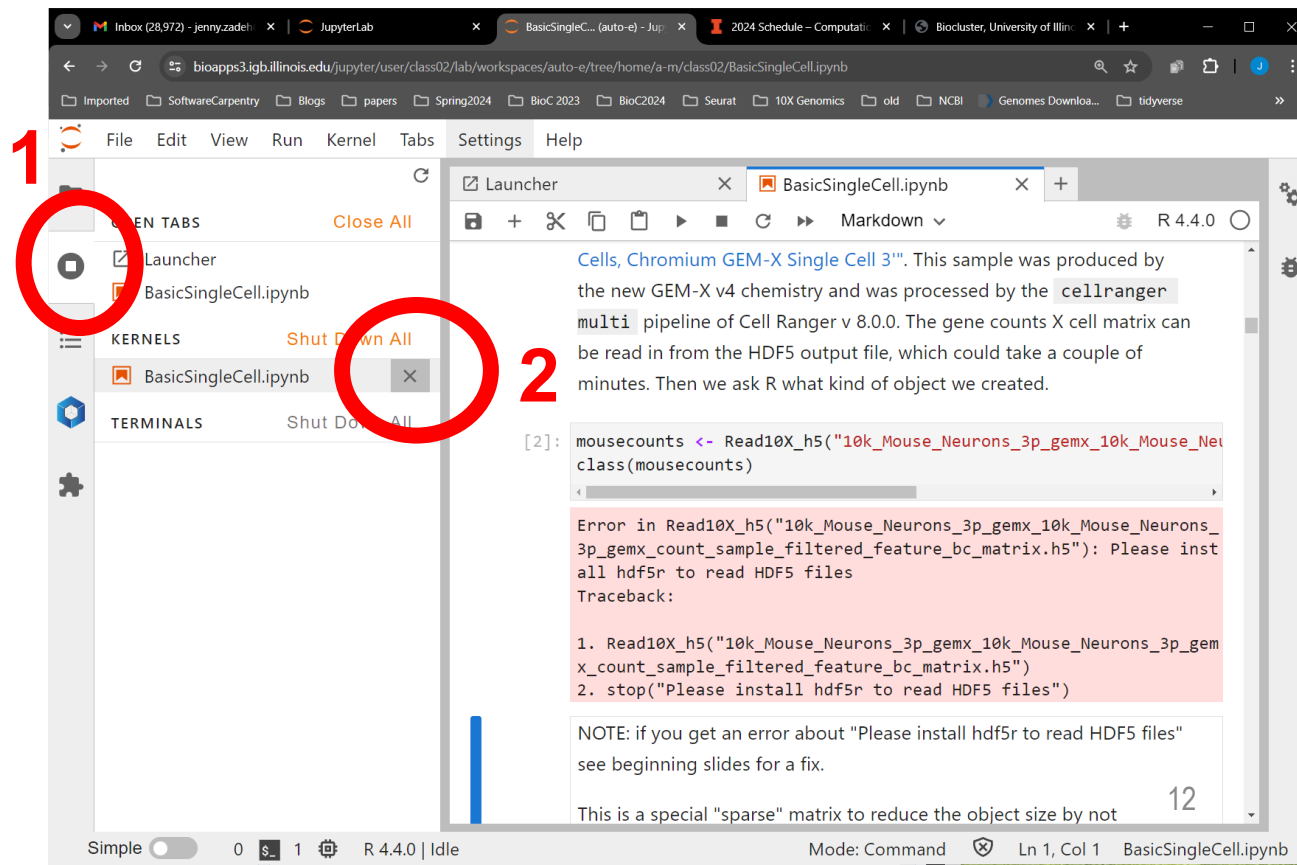 Inbox (28,972) - jenny.zadeh
JupyterLab
BasicSingleC... (auto-e) - Jup
2024 Schedule – Computatio
Biocluster, University of Illino
bioapps3.igb.illinois.edu/jupyter/user/class02/lab/workspaces/auto-e/tree/home/a-m/class02/BasicSingleCell.ipynb
J
Imported
SoftwareCarpentry
Blogs
papers
Spring2024
BioC 2023
BioC2024
Seurat
10X Genomics
old
NCBI
Genomes Downloa...
tidyverse
»
1
File Edit View Run Kernel Tabs Settings Help
OPEN TABS Close All
Launcher
BasicSingleCell.ipynb
KERNELS Shut Down All
BasicSingleCell.ipynb
2
TERMINALS Shut Down All
Launcher
BasicSingleCell.ipynb
Markdown
R 4.4.0
Cells, Chromium GEM-X Single Cell 3'". This sample was produced by
the new GEM-X v4 chemistry and was processed by the cellranger
multi pipeline of Cell Ranger v 8.0.0. The gene counts X cell matrix can
be read in from the HDF5 output file, which could take a couple of
minutes. Then we ask R what kind of object we created.
[2]: mousecounts <- Read10X_h5("10k_Mouse_Neurons_3p_gemx_10k_Mouse_Neu
class(mousecounts)
Error in Read10X_h5("10k_Mouse_Neurons_3p_gemx_10k_Mouse_Neurons_
3p_gemx_count_sample_filtered_feature_bc_matrix.h5"): Please inst
all hdf5r to read HDF5 files
Traceback:
1. Read10X_h5("10k_Mouse_Neurons_3p_gemx_10k_Mouse_Neurons_3p_gem
x_count_sample_filtered_feature_bc_matrix.h5")
2. stop("Please install hdf5r to read HDF5 files")
NOTE: if you get an error about "Please install hdf5r to read HDF5 files"
see beginning slides for a fix.
This is a special "sparse" matrix to reduce the object size by not
12
Simple 0 $_ 1 R 4.4.0 | Idle Mode: Command Ln 1, Col 1 BasicSingleCell.ipynb